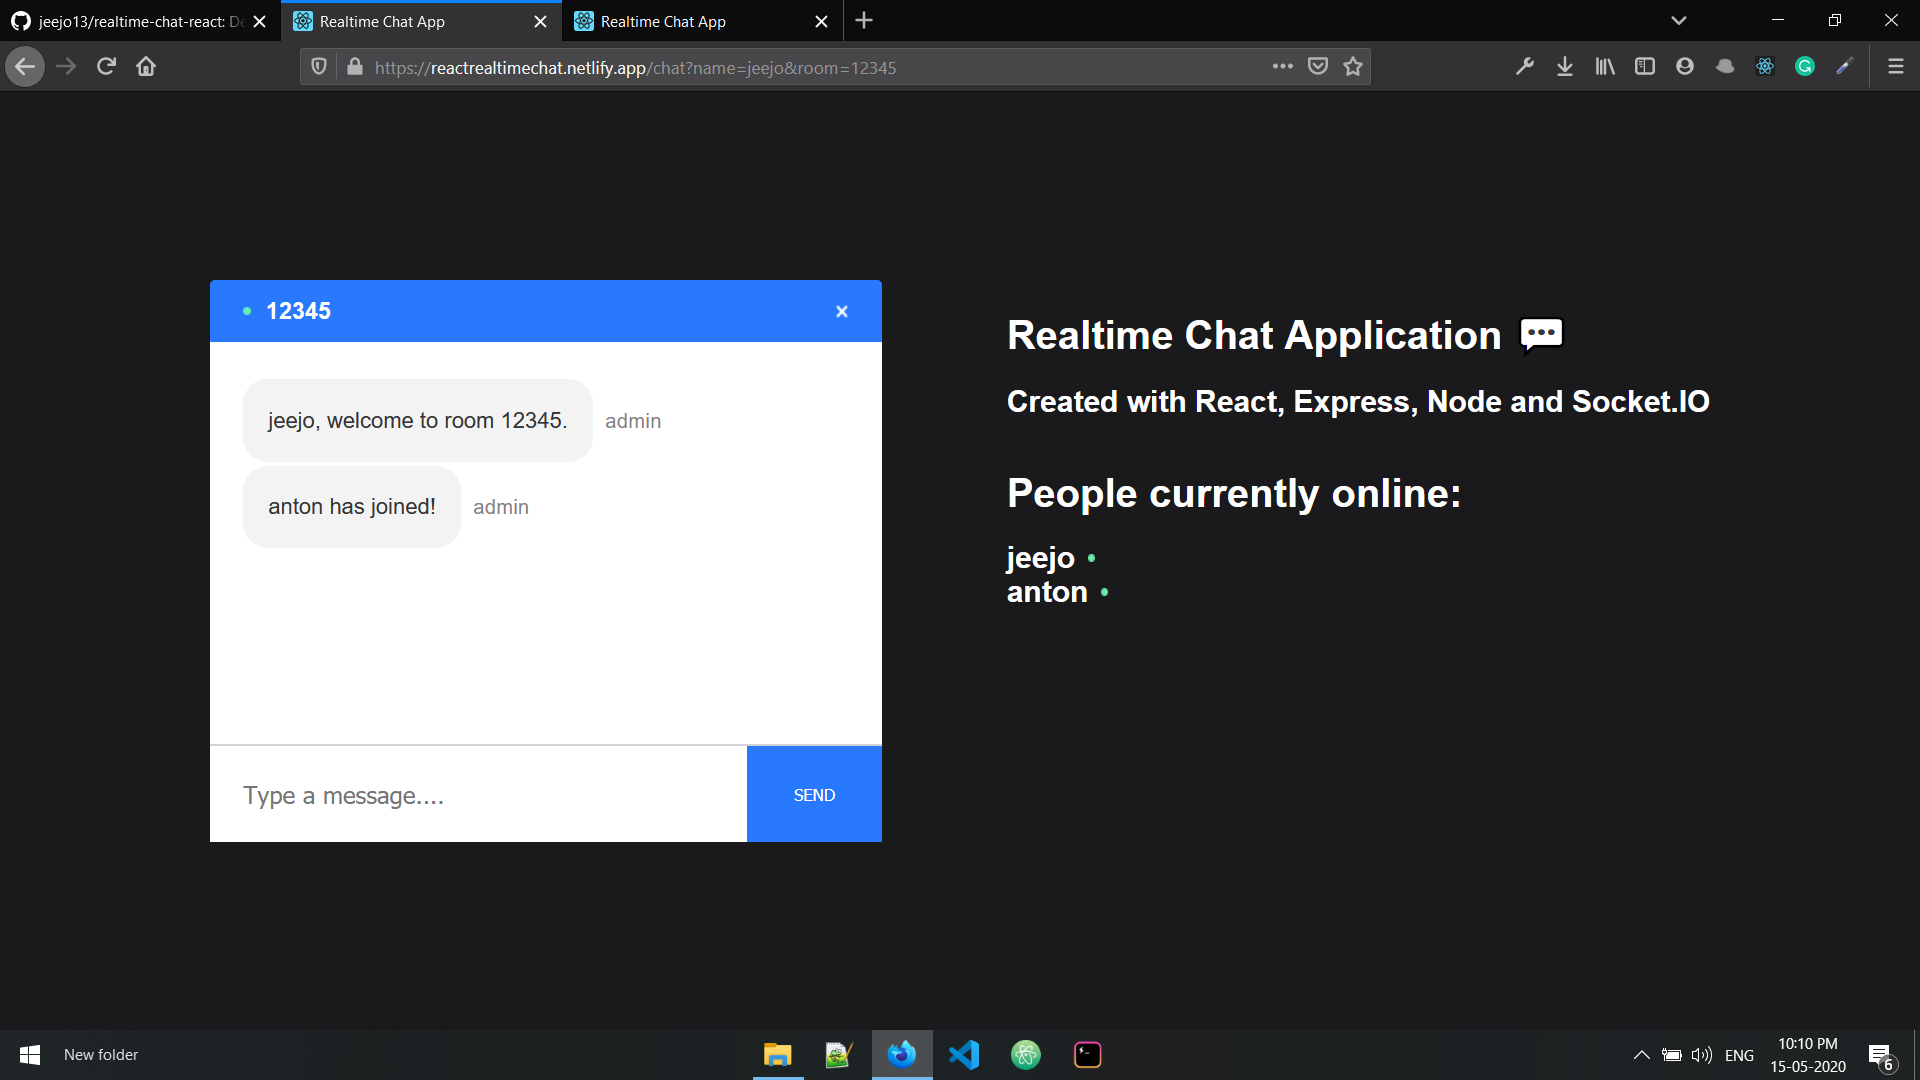 jeejo13/realtime-chat-react: De
Realtime Chat App
Realtime Chat App
https://reactrealtimechat.netlify.app/chat?name=jeejo&room=12345
12345
jeejo, welcome to room 12345. admin
anton has joined! admin
Type a message....
SEND
Realtime Chat Application
Created with React, Express, Node and Socket.IO
People currently online:
jeejo
anton
New folder
ENG
10:10 PM
15-05-2020
6